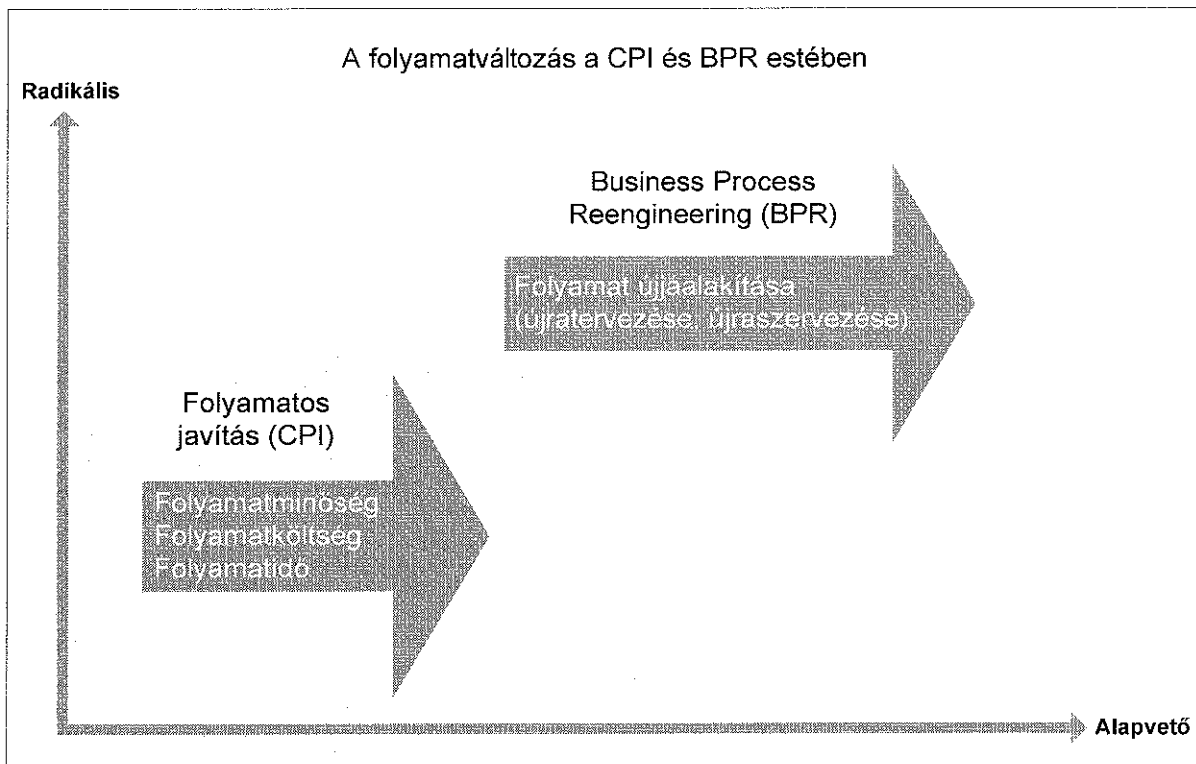 A folyamatváltozás a CPI és BPR estében
Radikális
Business Process
Reengineering (BPR)
Folyamat újjáalakítása
(újratervezése, újraszervezése)
Folyamatos
javítás (CPI)
Folyamatminőség
Folyamatköltség
Folyamatidő
Alapvető